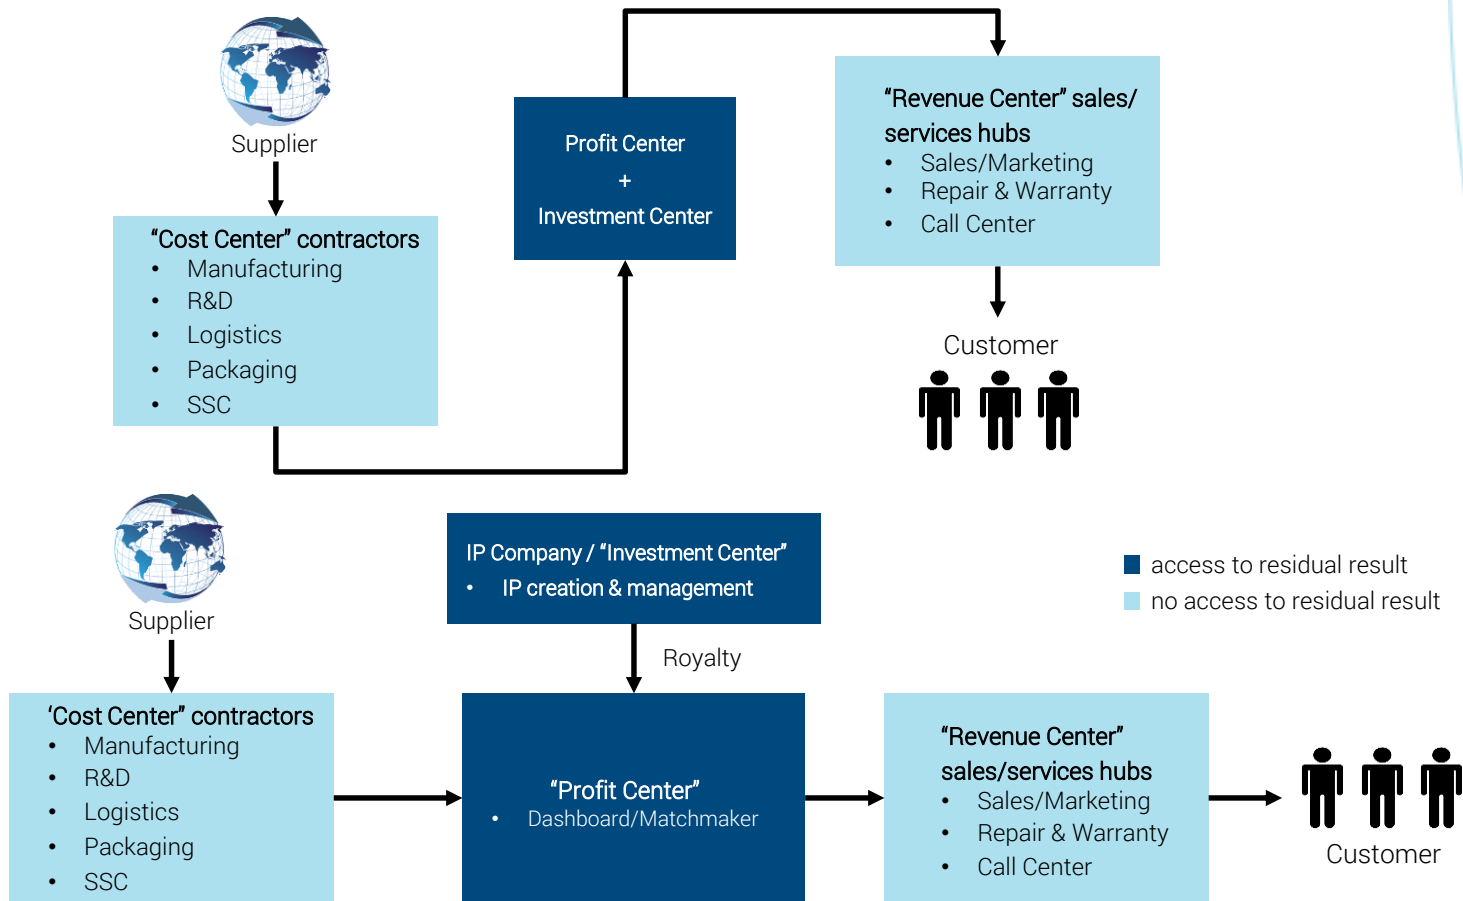 Supplier
“Cost Center” contractors
• Manufacturing
• R&D
• Logistics
• Packaging
• SSC
Profit Center
+
Investment Center
“Revenue Center” sales/
services hubs
• Sales/Marketing
• Repair & Warranty
• Call Center
Customer
Supplier
‘Cost Center” contractors
• Manufacturing
• R&D
• Logistics
• Packaging
• SSC
IP Company / “Investment Center”
• IP creation & management
Royalty
“Profit Center”
• Dashboard/Matchmaker
“Revenue Center”
sales/services hubs
• Sales/Marketing
• Repair & Warranty
• Call Center
access to residual result
no access to residual result
Customer